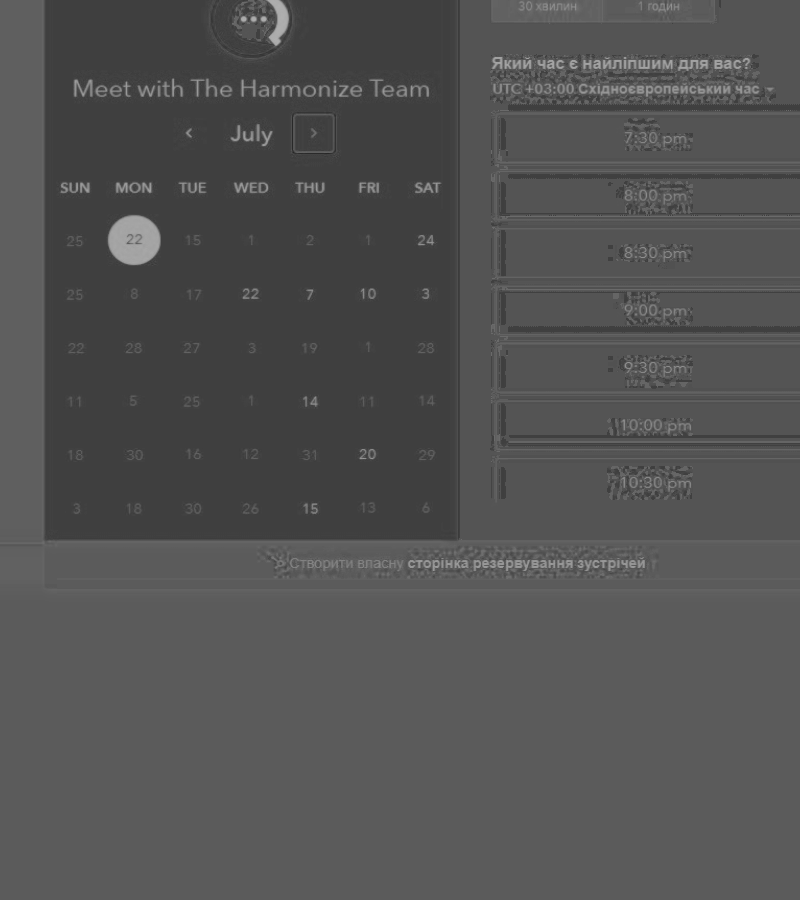 30 хвилин 1 годин
Meet with The Harmonize Team
Який час є найліпшим для вас?
UTC +03:00 Східноєвропейський час
July
SUN MON TUE WED THU FRI SAT
25 22 15 1 2 1 24
25 8 17 22 7 10 3
22 28 27 3 19 1 28
11 5 25 1 14 11 14
18 30 16 12 31 20 29
3 18 30 26 15 13 6
7:30 pm
8:00 pm
8:30 pm
9:00 pm
9:30 pm
10:00 pm
10:30 pm
Створити власну сторінка резервування зустрічей